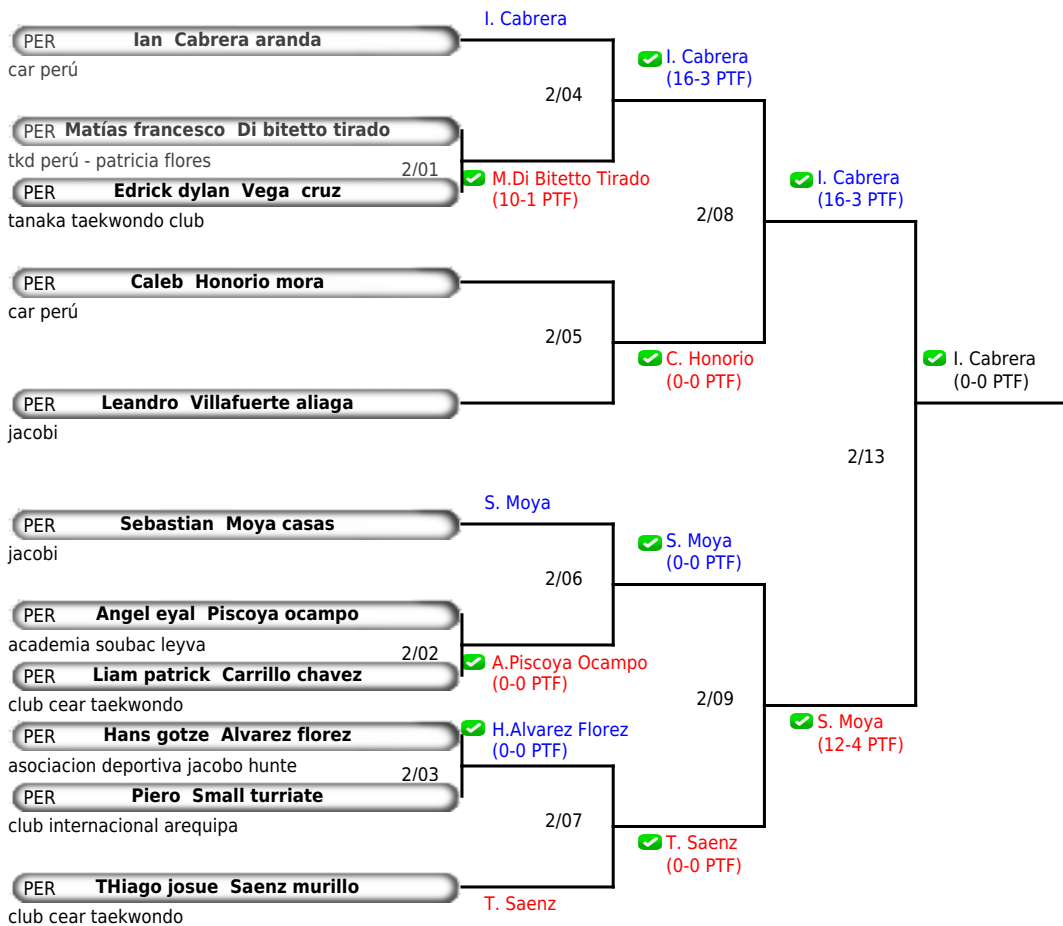 I. Cabrera
PER Ian Cabrera aranda
car perú
I. Cabrera
(16-3 PTF)
2/04
PER Matías francesco Di bitetto tirado
tkd perú - patricia flores
2/01
M.Di Bitetto Tirado
(10-1 PTF)
PER Edrick dylan Vega cruz
tanaka taekwondo club
I. Cabrera
(16-3 PTF)
2/08
PER Caleb Honorio mora
car perú
2/05
C. Honorio
(0-0 PTF)
I. Cabrera
(0-0 PTF)
PER Leandro Villafuerte aliaga
jacobi
2/13
S. Moya
PER Sebastian Moya casas
jacobi
S. Moya
(0-0 PTF)
2/06
PER Angel eyal Piscoya ocampo
academia soubac leyva
2/02
A.Piscoya Ocampo
(0-0 PTF)
PER Liam patrick Carrillo chavez
club cear taekwondo
2/09
PER Hans gotze Alvarez florez
asociacion deportiva jacobo hunte
H.Alvarez Florez
(0-0 PTF)
S. Moya
(12-4 PTF)
2/03
PER Piero Small turriate
club internacional arequipa
2/07
T. Saenz
(0-0 PTF)
PER THiago josue Saenz murillo
club cear taekwondo
T. Saenz